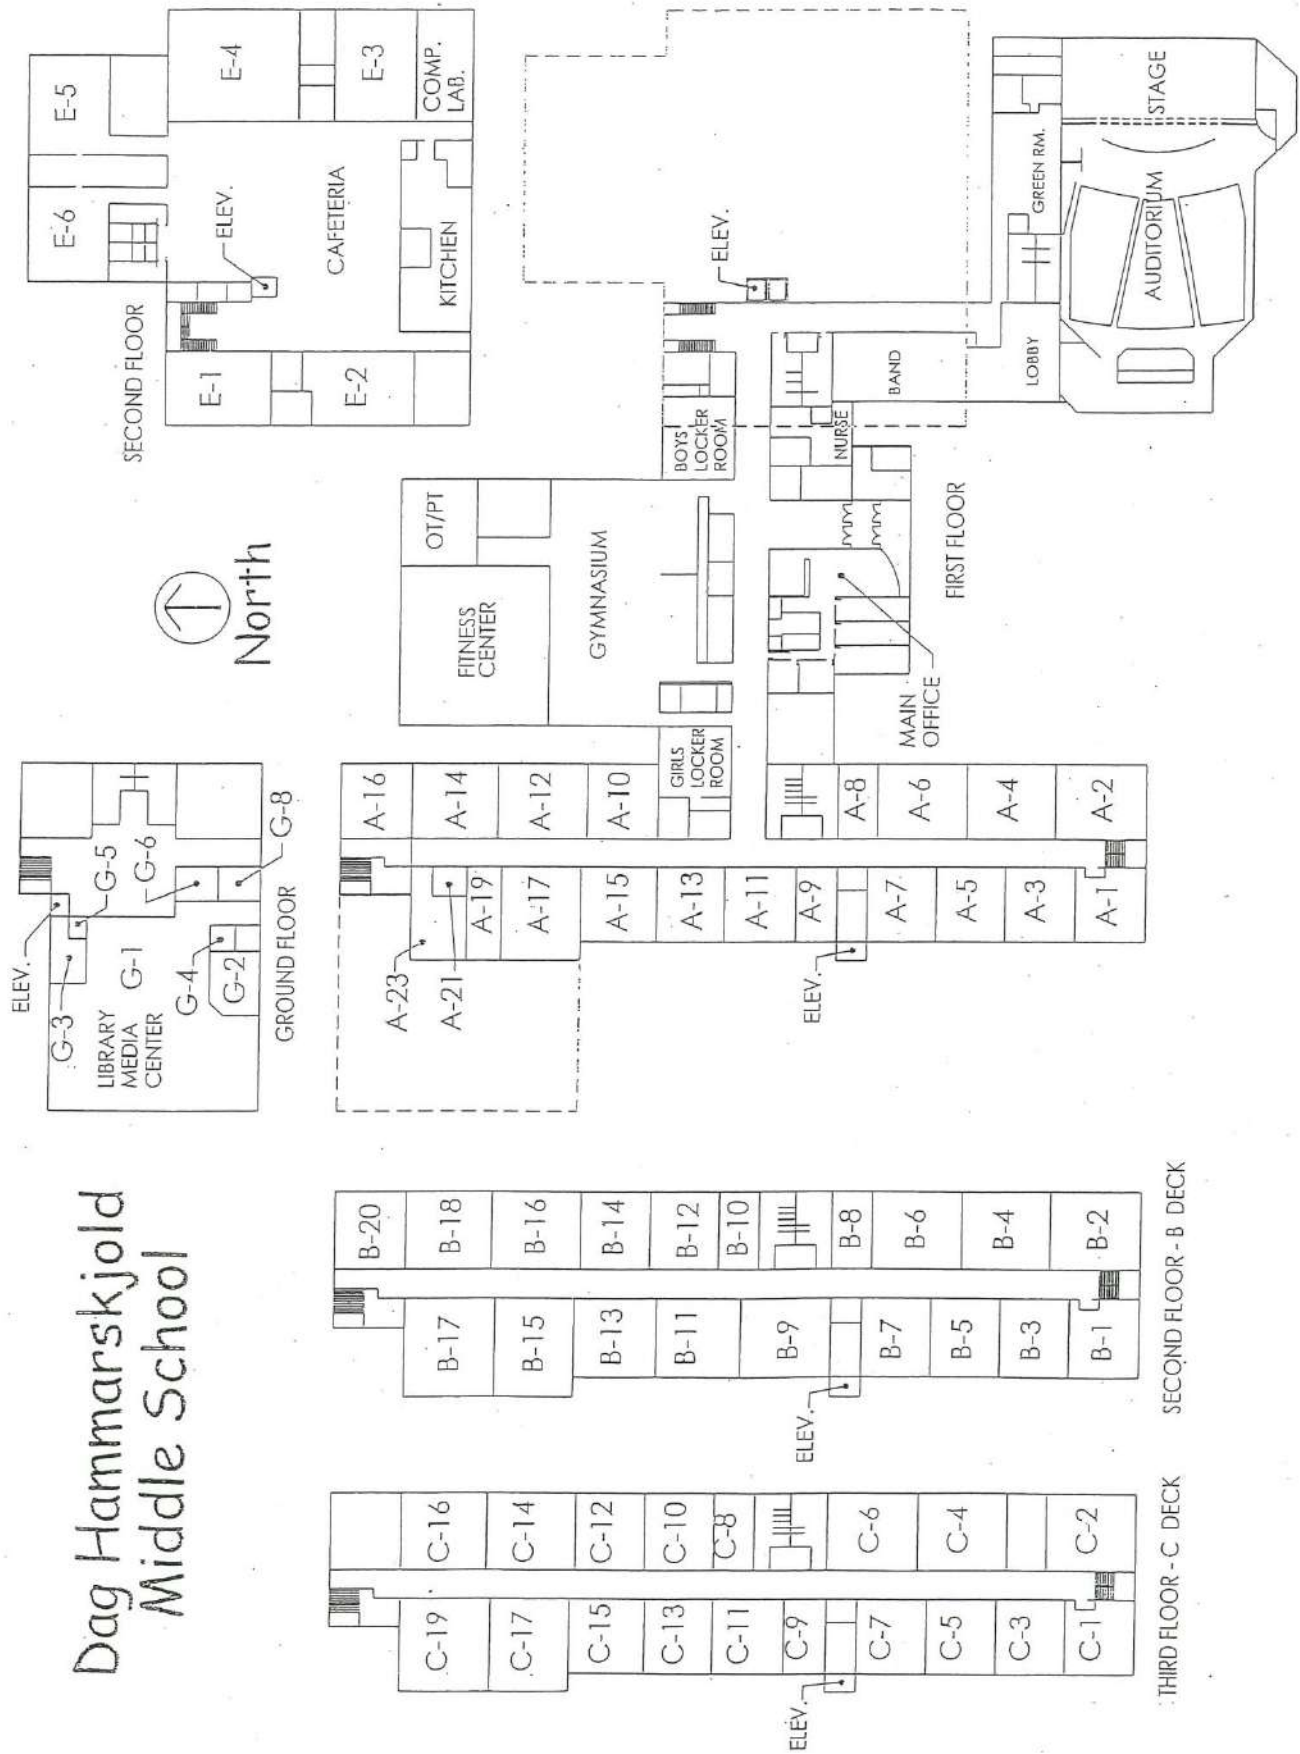 Dag Hammarskjold
Middle School
ELEV.
G-3
G-5
G-6
G-1
LIBRARY
MEDIA
CENTER
G-4
G-2
G-8
GROUND FLOOR
North
SECOND FLOOR
E-6
E-5
E-4
E-3
COMP.
LAB.
ELEV.
CAFETERIA
KITCHEN
E-1
E-2
THIRD FLOOR - C DECK
C-19
C-17
C-15
C-13
C-11
C-9
C-7
C-5
C-3
C-1
C-16
C-14
C-12
C-10
C-8
C-6
C-4
C-2
ELEV.
SECOND FLOOR - B DECK
B-17
B-15
B-13
B-11
B-9
B-7
B-5
B-3
B-1
B-20
B-18
B-16
B-14
B-12
B-10
B-8
B-6
B-4
B-2
ELEV.
A-23
A-21
A-19
A-17
A-15
A-13
A-11
A-9
A-7
A-5
A-3
A-1
ELEV.
A-16
A-14
A-12
A-10
GIRLS
LOCKER
ROOM
A-8
A-6
A-4
A-2
FITNESS
CENTER
OT/PT
GYMNASIUM
BOYS
LOCKER
ROOM
MAIN
OFFICE
NURSE
FIRST FLOOR
ELEV.
BAND
LOBBY
GREEN RM.
AUDITORIUM
STAGE